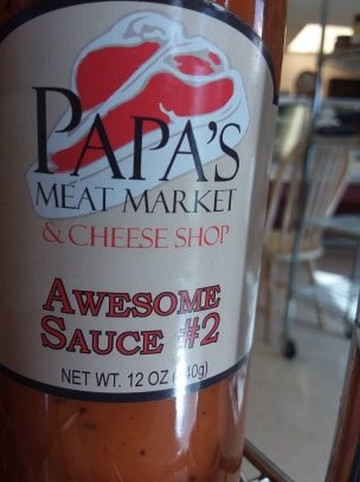 PAPA'S
MEAT MARKET
& CHEESE SHOP
AWESOME
SAUCE #2
NET WT. 12 OZ